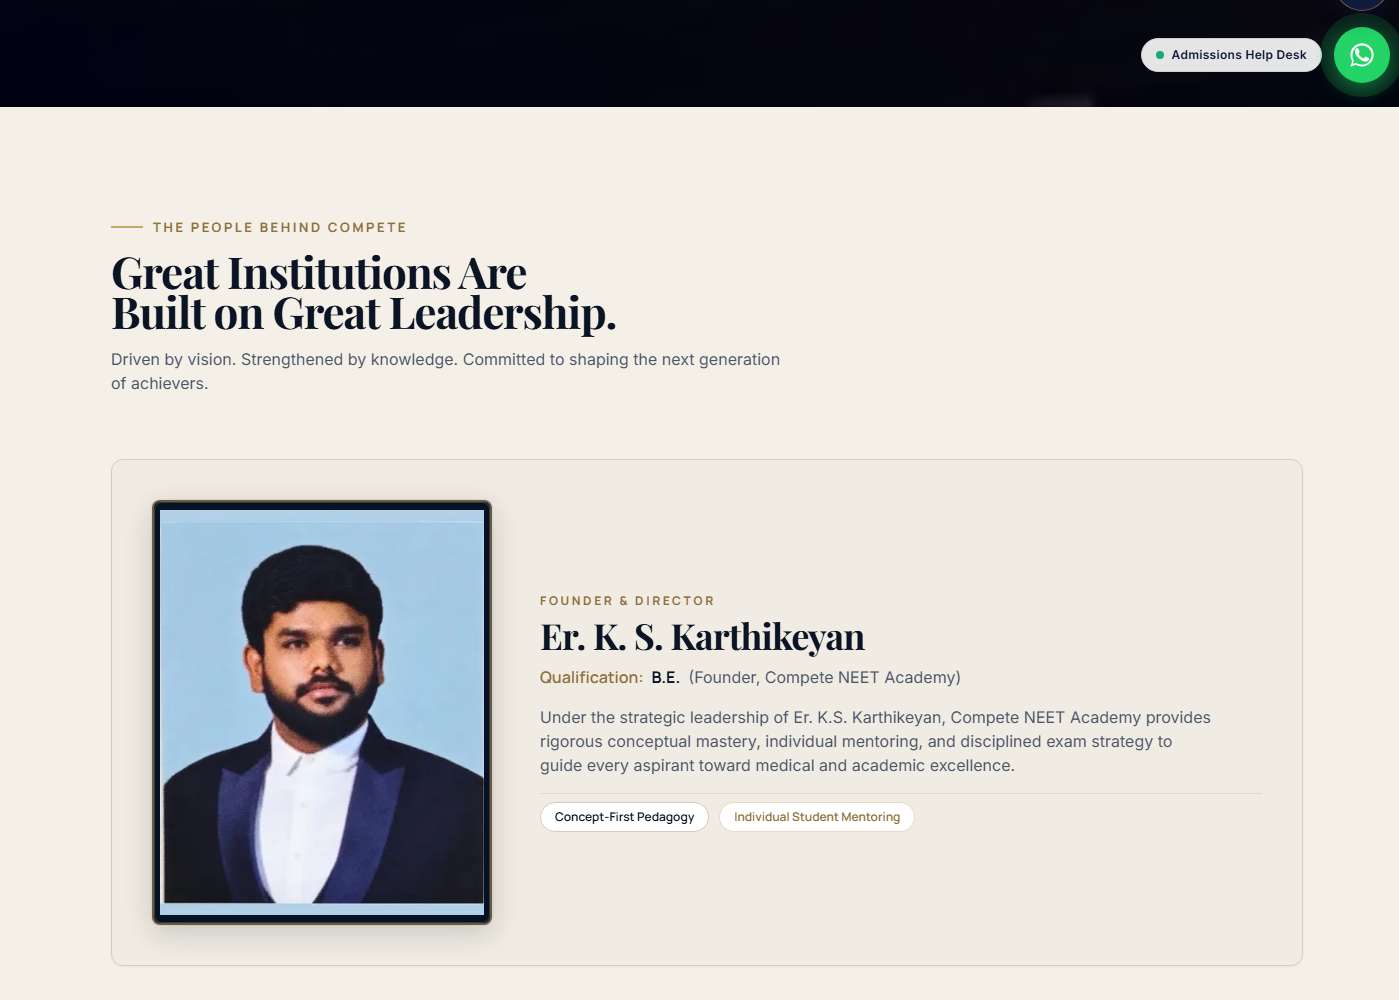 Admissions Help Desk
THE PEOPLE BEHIND COMPETE
Great Institutions Are
Built on Great Leadership.
Driven by vision. Strengthened by knowledge. Committed to shaping the next generation
of achievers.
FOUNDER & DIRECTOR
Er. K. S. Karthikeyan
Qualification: B.E. (Founder, Compete NEET Academy)
Under the strategic leadership of Er. K.S. Karthikeyan, Compete NEET Academy provides
rigorous conceptual mastery, individual mentoring, and disciplined exam strategy to
guide every aspirant toward medical and academic excellence.
Concept-First Pedagogy
Individual Student Mentoring